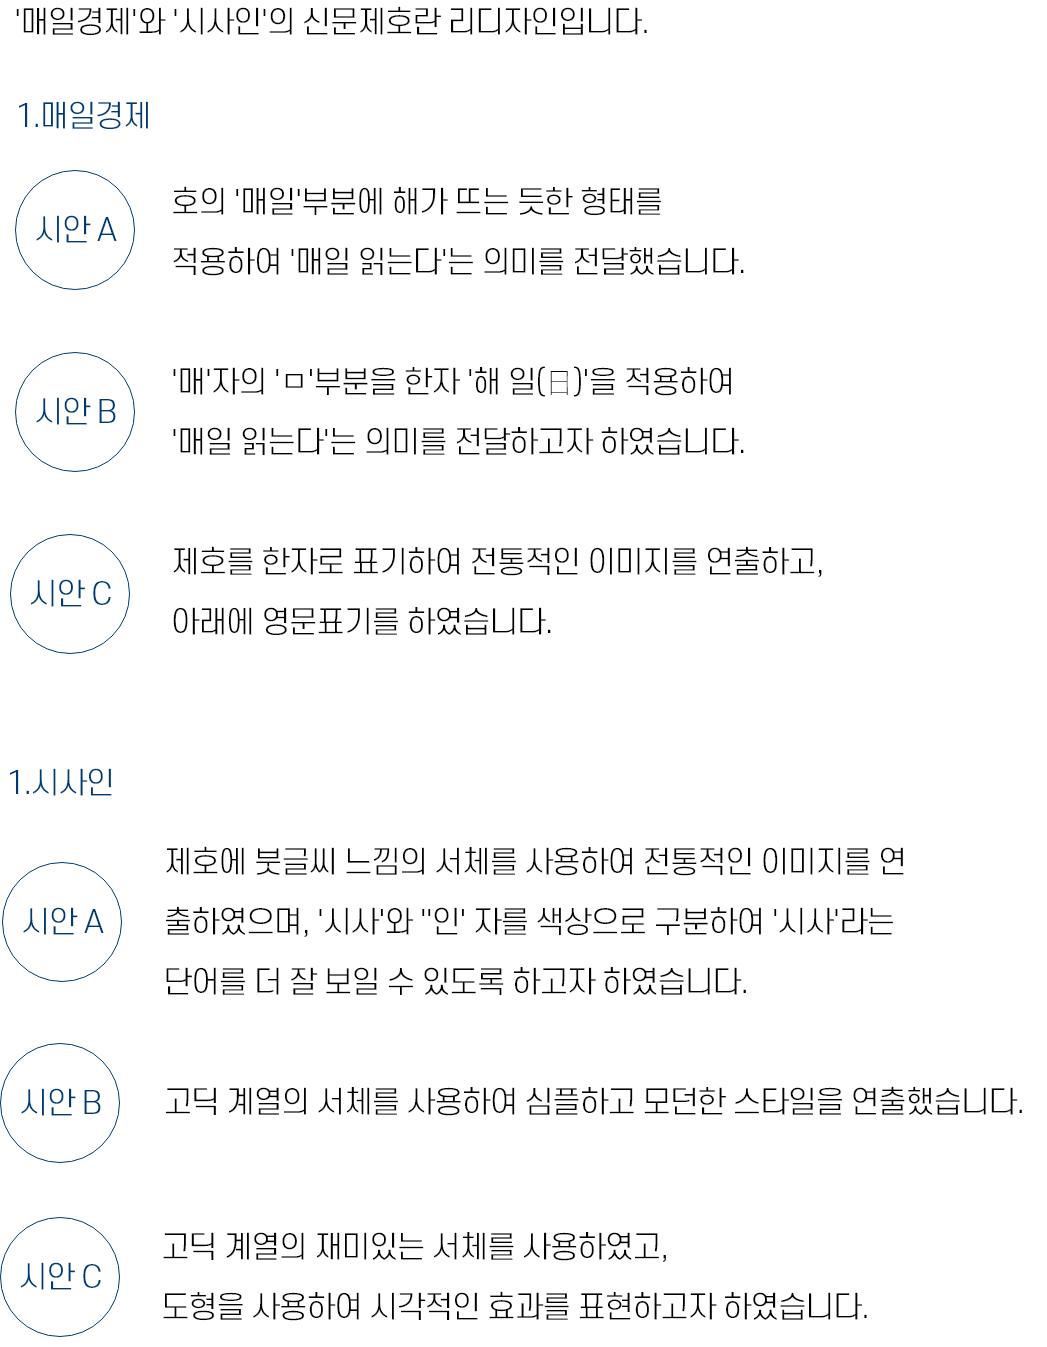 '매일경제'와 '시사인'의 신문제호란 리디자인입니다.
1.매일경제
시안 A
호의 '매일'부분에 해가 뜨는 듯한 형태를
적용하여 '매일 읽는다'는 의미를 전달했습니다.
시안 B
'매'자의 'ㅁ'부분을 한자 '해 일(日)'을 적용하여
'매일 읽는다'는 의미를 전달하고자 하였습니다.
시안 C
제호를 한자로 표기하여 전통적인 이미지를 연출하고,
아래에 영문표기를 하였습니다.
1.시사인
시안 A
제호에 붓글씨 느낌의 서체를 사용하여 전통적인 이미지를 연
출하였으며, '시사'와 ''인' 자를 색상으로 구분하여 '시사'라는
단어를 더 잘 보일 수 있도록 하고자 하였습니다.
시안 B
고딕 계열의 서체를 사용하여 심플하고 모던한 스타일을 연출했습니다.
시안 C
고딕 계열의 재미있는 서체를 사용하였고,
도형을 사용하여 시각적인 효과를 표현하고자 하였습니다.